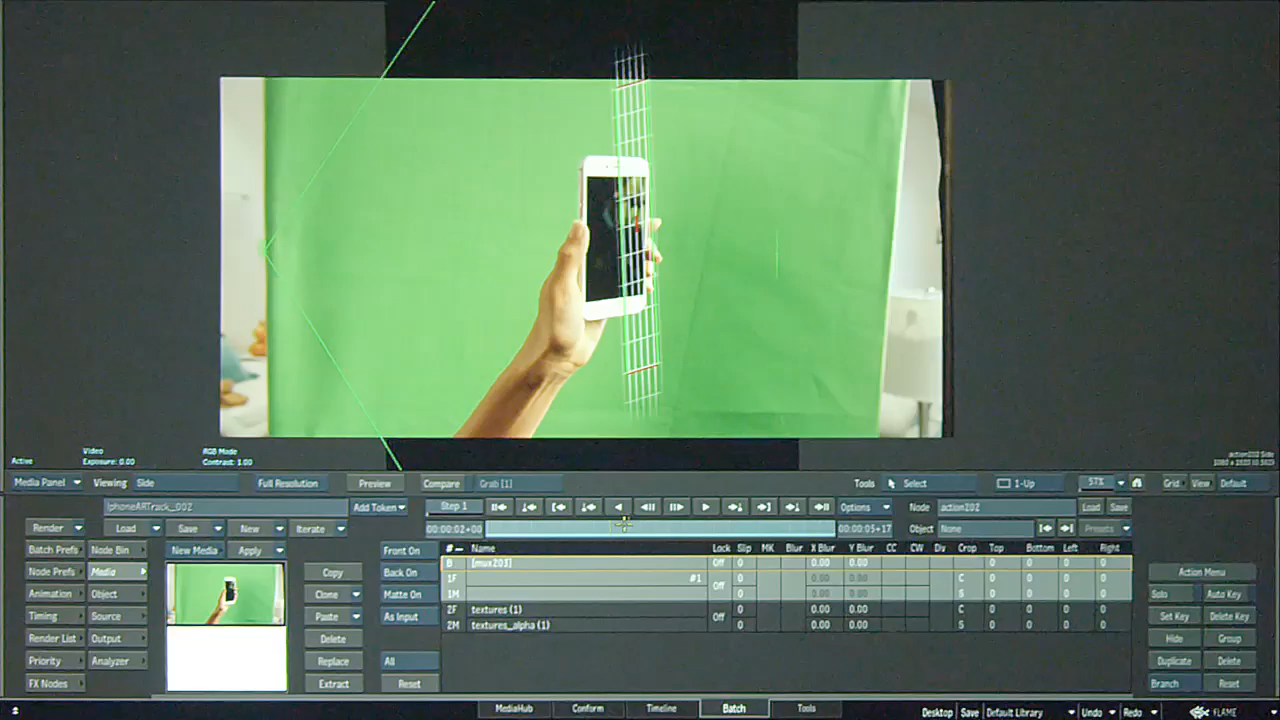 Active
Video
Exposure: 0.00
RGB Mode
Contrast: 1.00
action202 Side
Media Panel Viewing Side Full Resolution Preview Compare Grab [1] Tools Select 1-Up 57% Grid View Default
IphoneARTrack_002 Add Token Step 1 Options Node action202 Load Save
Render Load Save New Iterate 00:00:02+00 00:00:05+17 Object None Presets
Batch Prefs Node Bin New Media Apply Front On # Name Lock Slip MK Blur X Blur Y Blur CC CW Div Crop Top Bottom Left Right
B [mux203] Off 0 0 0 0 0
Node Prefs Media Copy Back On 1F #1 Off 0 0.00 0.00 C 0 0 0 0 Action Menu
Animation Object Clone Matte On 1M 0 0.00 0.00 S 0 0 0 0 Solo Auto Key
Timing Source Paste As Input 2F textures (1) Off 0 0.00 0.00 C 0 0 0 0 Set Key Delete Key
2M textures_alpha (1) 0 0.00 0.00 S 0 0 0 0
Render List Output Delete Hide Group
Priority Analyzer Replace All Duplicate Delete
FX Nodes Extract Reset Branch Reset
MediaHub Conform Timeline Batch Tools Desktop Save Default Library Undo Redo FLAME